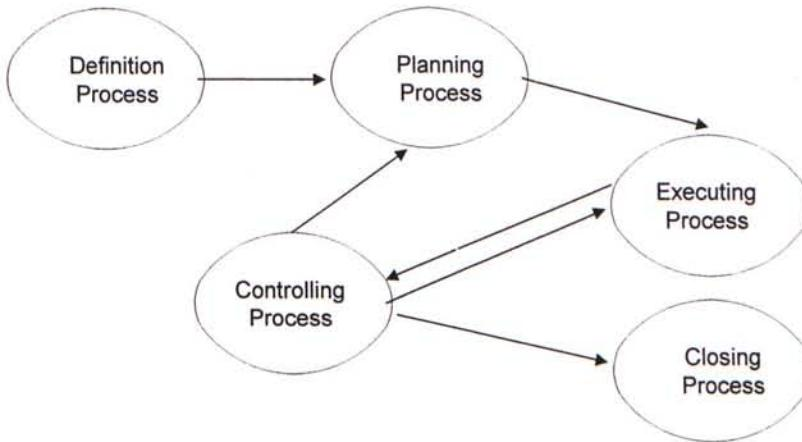 Definition
Process
Planning
Process
Executing
Process
Controlling
Process
Closing
Process